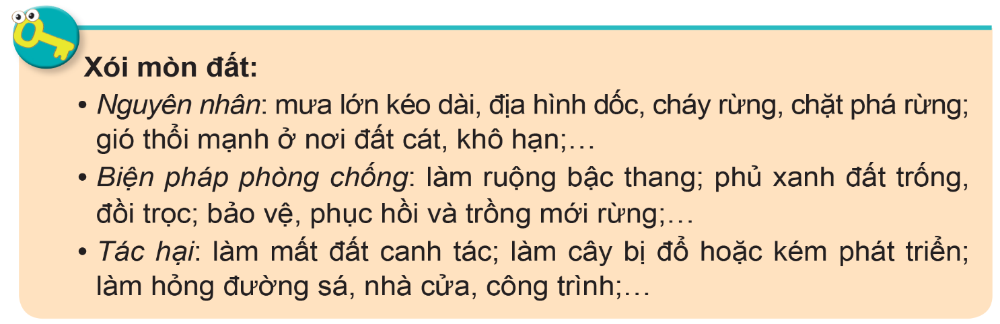 Xói mòn đất:
• Nguyên nhân: mưa lớn kéo dài, địa hình dốc, cháy rừng, chặt phá rừng;
gió thổi mạnh ở nơi đất cát, khô hạn;…
• Biện pháp phòng chống: làm ruộng bậc thang; phủ xanh đất trống,
đồi trọc; bảo vệ, phục hồi và trồng mới rừng;…
• Tác hại: làm mất đất canh tác; làm cây bị đổ hoặc kém phát triển;
làm hỏng đường sá, nhà cửa, công trình;…